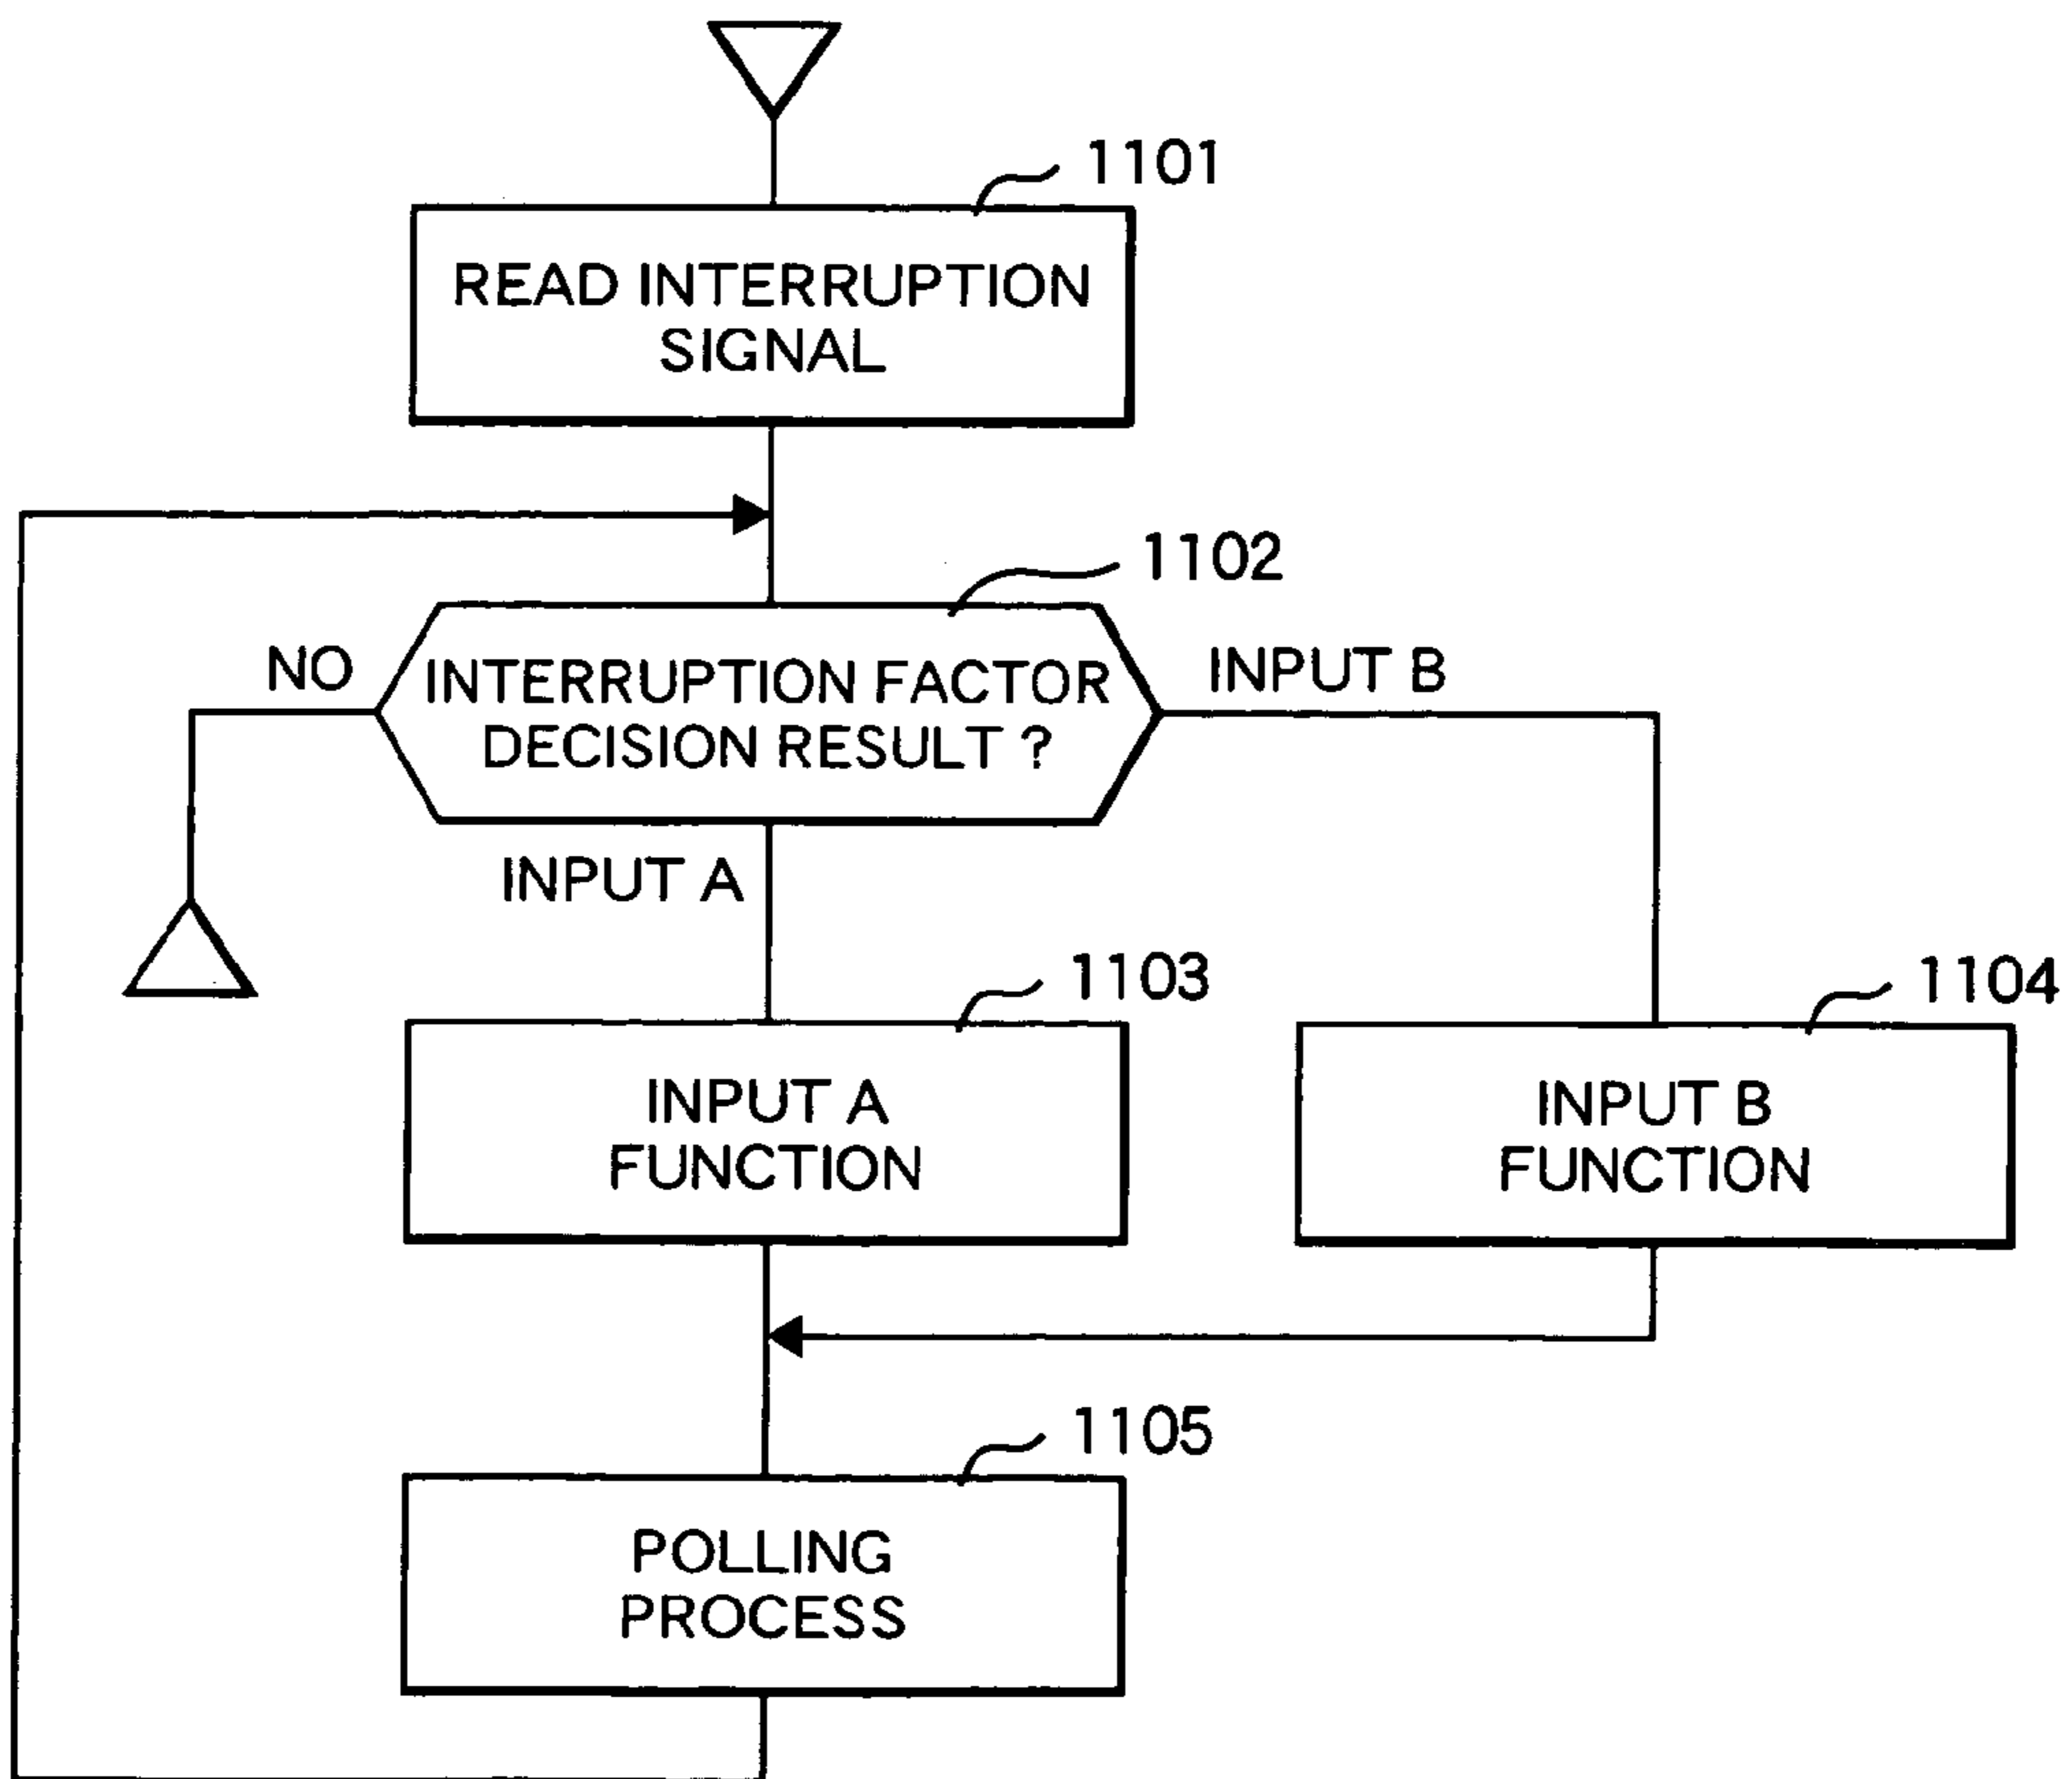 1101
READ INTERRUPTION
SIGNAL
1102
NO
INTERRUPTION FACTOR
DECISION RESULT ?
INPUT B
INPUT A
1103
1104
INPUT A
FUNCTION
INPUT B
FUNCTION
1105
POLLING
PROCESS